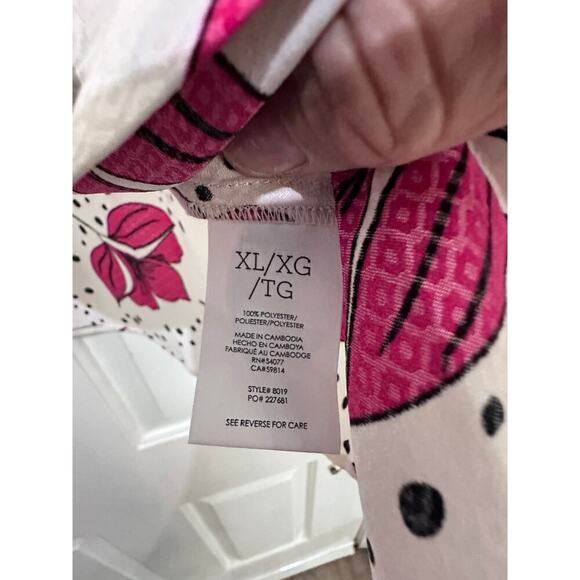 XL/XG
/TG
100% POLYESTER/
POLIESTER/POLYESTER
MADE IN CAMBODIA
HECHO EN CAMBOYA
FABRIQUÉ AU CAMBODGE
RN#54077
CA#59814
STYLE# 8019
PO# 227681
SEE REVERSE FOR CARE